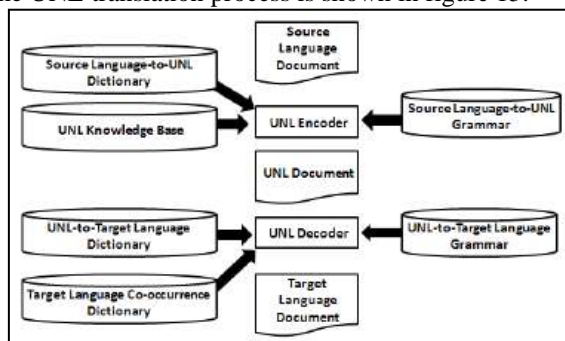 UNL translation process is shown in figure
Source
Language
Document
Source Language-to-UNL
Dictionary
UNL Knowledge Base
UNL Encoder
Source Language-to-UNL
Grammar
UNL Document
UNL-to-Target Language
Dictionary
UNL Decoder
UNL-to-Target Language
Grammar
Target Language Co-occurrence
Dictionary
Target
Language
Document